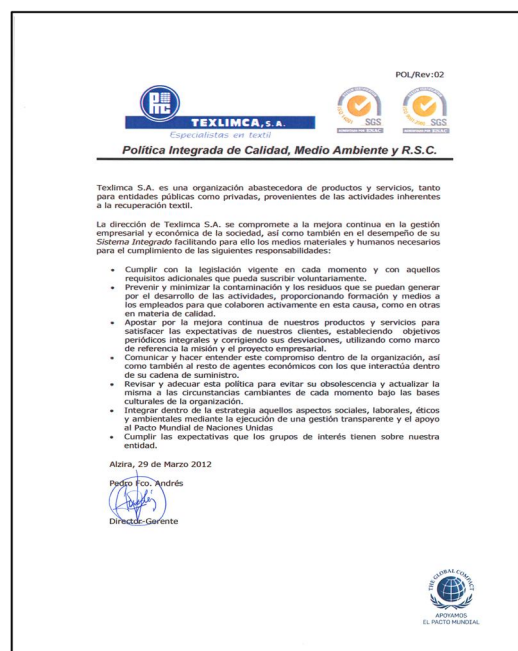 POL/Rev:02
PMC
TEXLIMCA, S. A.
Especialistas en textil
SGS
SGS
Política Integrada de Calidad, Medio Ambiente y R.S.C.
Texlimca S.A. es una organización abastecedora de productos y servicios, tanto
para entidades públicas como privadas, provenientes de las actividades inherentes
a la recuperación textil.
La dirección de Texlimca S.A. se compromete a la mejora continua en la gestión
empresarial y económica de la sociedad, así como también en el desempeño de su
Sistema Integrado facilitando para ello los medios materiales y humanos necesarios
para el cumplimiento de las siguientes responsabilidades:
• Cumplir con la legislación vigente en cada momento y con aquellos
requisitos adicionales que pueda suscribir voluntariamente.
• Prevenir y minimizar la contaminación y los residuos que se puedan generar
por el desarrollo de las actividades, proporcionando formación y medios a
los empleados para que colaboren activamente en esta causa, como en otras
en materia de calidad.
• Apostar por la mejora continua de nuestros productos y servicios para
satisfacer las expectativas de nuestros clientes, estableciendo objetivos
periódicos integrales y corrigiendo sus desviaciones, utilizando como marco
de referencia la misión y el proyecto empresarial.
• Comunicar y hacer entender este compromiso dentro de la organización, así
como también al resto de agentes económicos con los que interactúa dentro
de su cadena de suministro.
• Revisar y adecuar esta política para evitar su obsolescencia y actualizar la
misma a las circunstancias cambiantes de cada momento bajo las bases
culturales de la organización.
• Integrar dentro de la estrategia aquellos aspectos sociales, laborales, éticos
y ambientales mediante la ejecución de una gestión transparente y el apoyo
al Pacto Mundial de Naciones Unidas
• Cumplir las expectativas que los grupos de interés tienen sobre nuestra
entidad.
Alzira, 29 de Marzo 2012
Pedro Fco. Andrés
Director-Gerente
THE GLOBAL COMPACT
APOYAMOS
EL PACTO MUNDIAL